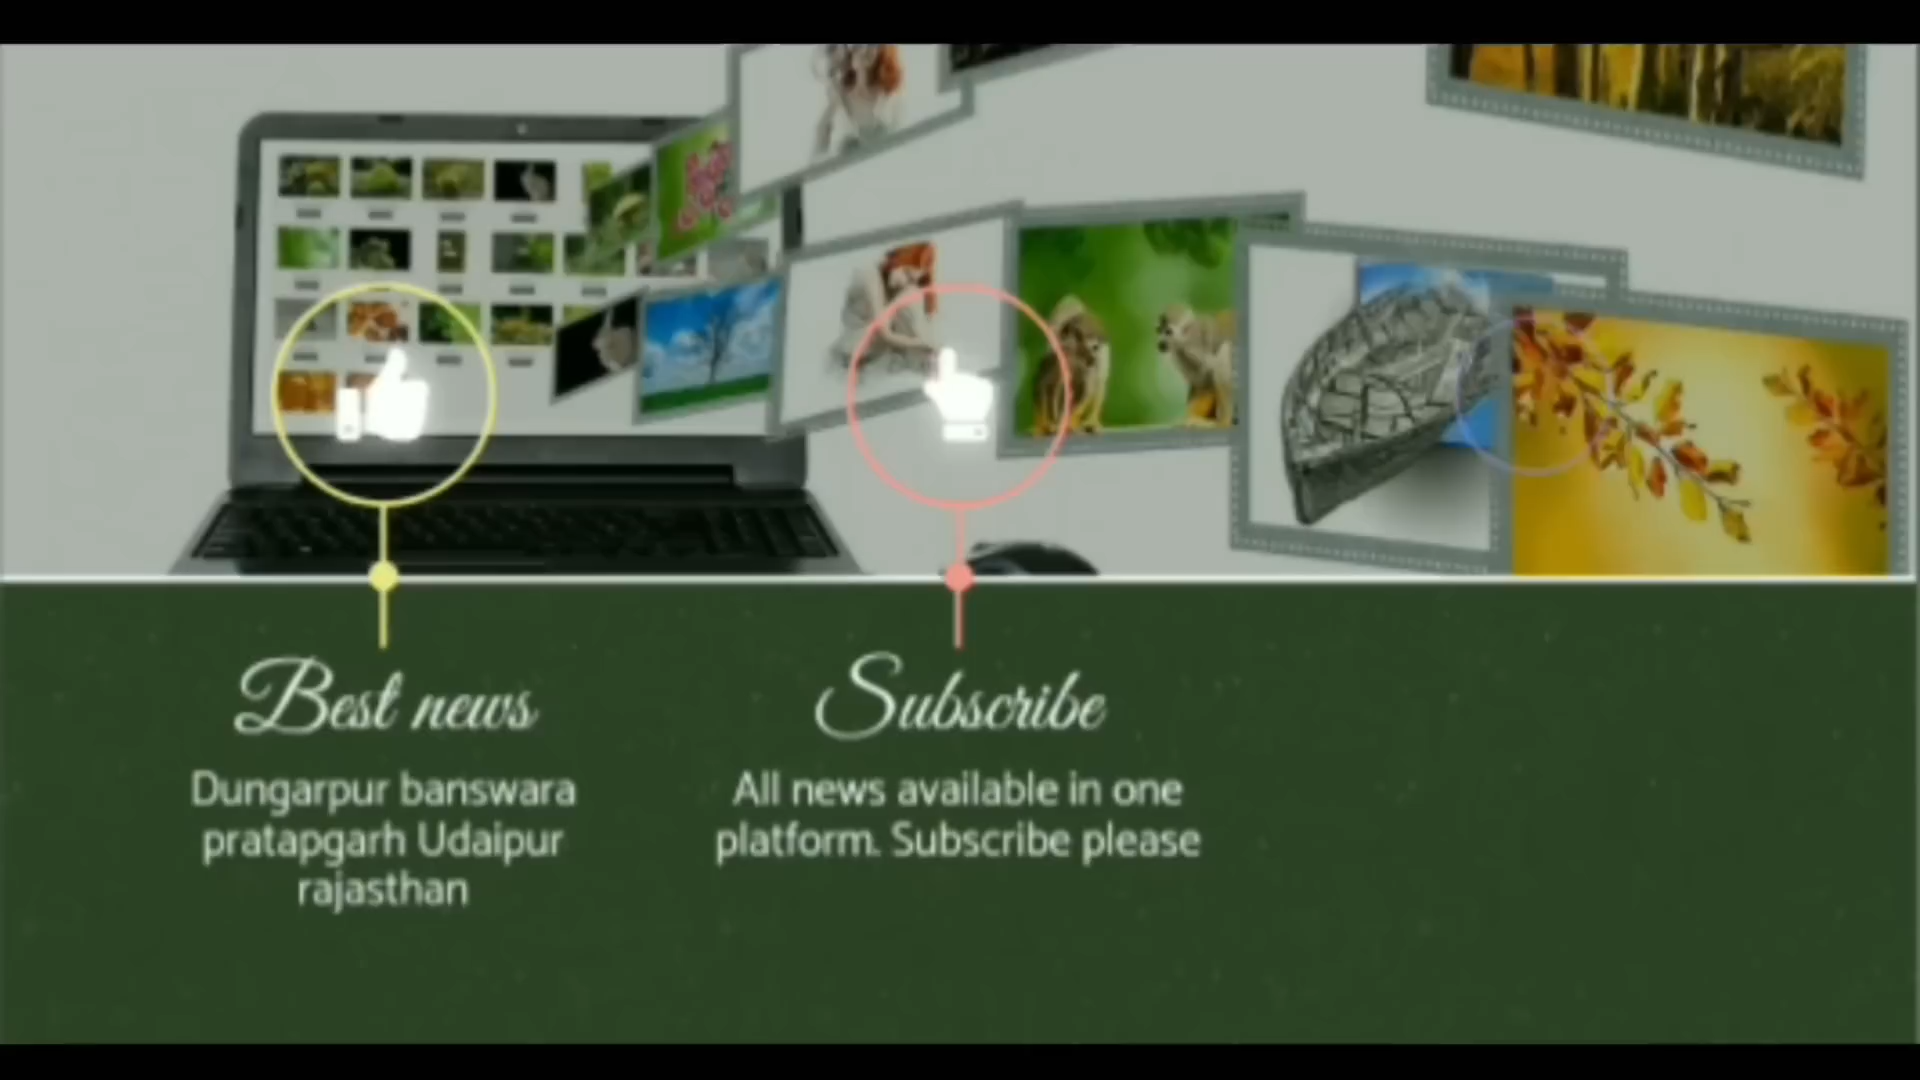 Best news
Dungarpur banswara
pratapgarh Udaipur
rajasthan
Subscribe
All news available in one
platform. Subscribe please